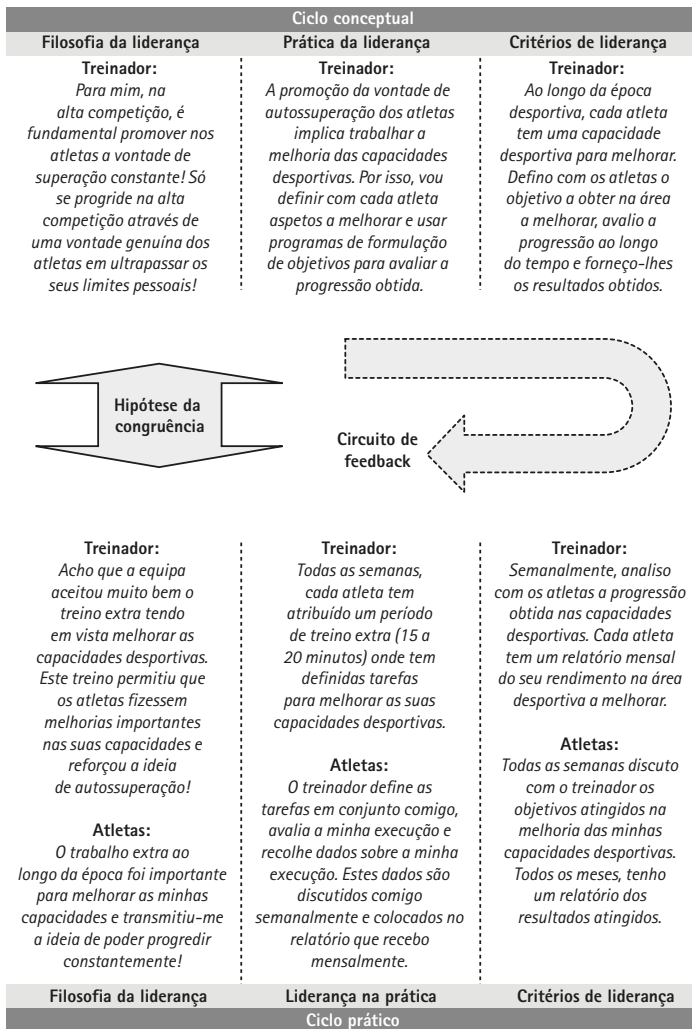 Ciclo conceptual
Filosofia da liderança
Prática da liderança
Critérios de liderança
Treinador:
Para mim, na
alta competição, é
fundamental promover nos
atletas a vontade de
superação constante! Só
se progride na alta
competição através de
uma vontade genuína dos
atletas em ultrapassar os
seus limites pessoais!
Treinador:
A promoção da vontade de
autossuperação dos atletas
implica trabalhar a
melhoria das capacidades
desportivas. Por isso, vou
definir com cada atleta
aspetos a melhorar e usar
programas de formulação
de objetivos para avaliar a
progressão obtida.
Treinador:
Ao longo da época
desportiva, cada atleta
tem uma capacidade
desportiva para melhorar.
Defino com os atletas o
objetivo a obter na área
a melhorar, avalio a
progressão ao longo
do tempo e forneço-lhes
os resultados obtidos.
Hipótese da
congruência
Circuito de
feedback
Treinador:
Acho que a equipa
aceitou muito bem o
treino extra tendo
em vista melhorar as
capacidades desportivas.
Este treino permitiu que
os atletas fizessem
melhorias importantes
nas suas capacidades e
reforçou a ideia
de autossuperação!
Atletas:
O trabalho extra ao
longo da época foi importante
para melhorar as minhas
capacidades e transmitiu-me
a ideia de poder progredir
constantemente!
Treinador:
Todas as semanas,
cada atleta tem
atribuído um período
de treino extra (15 a
20 minutos) onde tem
definidas tarefas
para melhorar as suas
capacidades desportivas.
Atletas:
O treinador define as
tarefas em conjunto comigo,
avalia a minha execução e
recolhe dados sobre a minha
execução. Estes dados são
discutidos comigo
semanalmente e colocados no
relatório que recebo
mensalmente.
Treinador:
Semanalmente, analiso
com os atletas a progressão
obtida nas capacidades
desportivas. Cada atleta
tem um relatório mensal
do seu rendimento na área
desportiva a melhorar.
Atletas:
Todas as semanas discuto
com o treinador os
objetivos atingidos na
melhoria das minhas
capacidades desportivas.
Todos os meses, tenho
um relatório dos
resultados atingidos.
Filosofia da liderança
Liderança na prática
Critérios de liderança
Ciclo prático